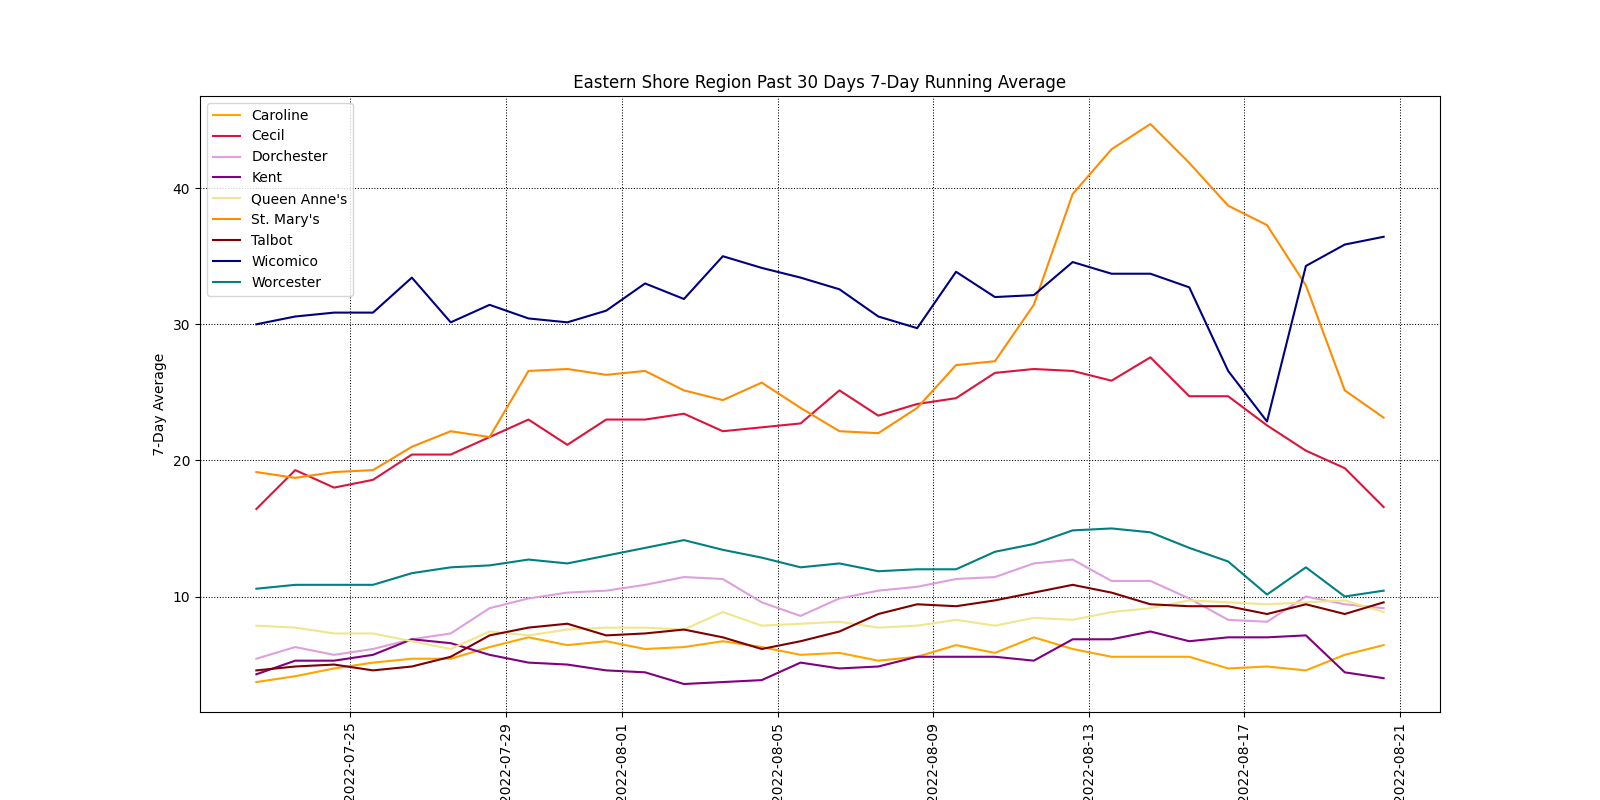 Eastern Shore Region Past 30 Days 7-Day Running Average
Caroline
Cecil
Dorchester
Kent
Queen Anne's
St. Mary's
Talbot
Wicomico
Worcester
7-Day Average
40
30
20
10
2022-07-25
2022-07-29
2022-08-01
2022-08-05
2022-08-09
2022-08-13
2022-08-17
2022-08-21